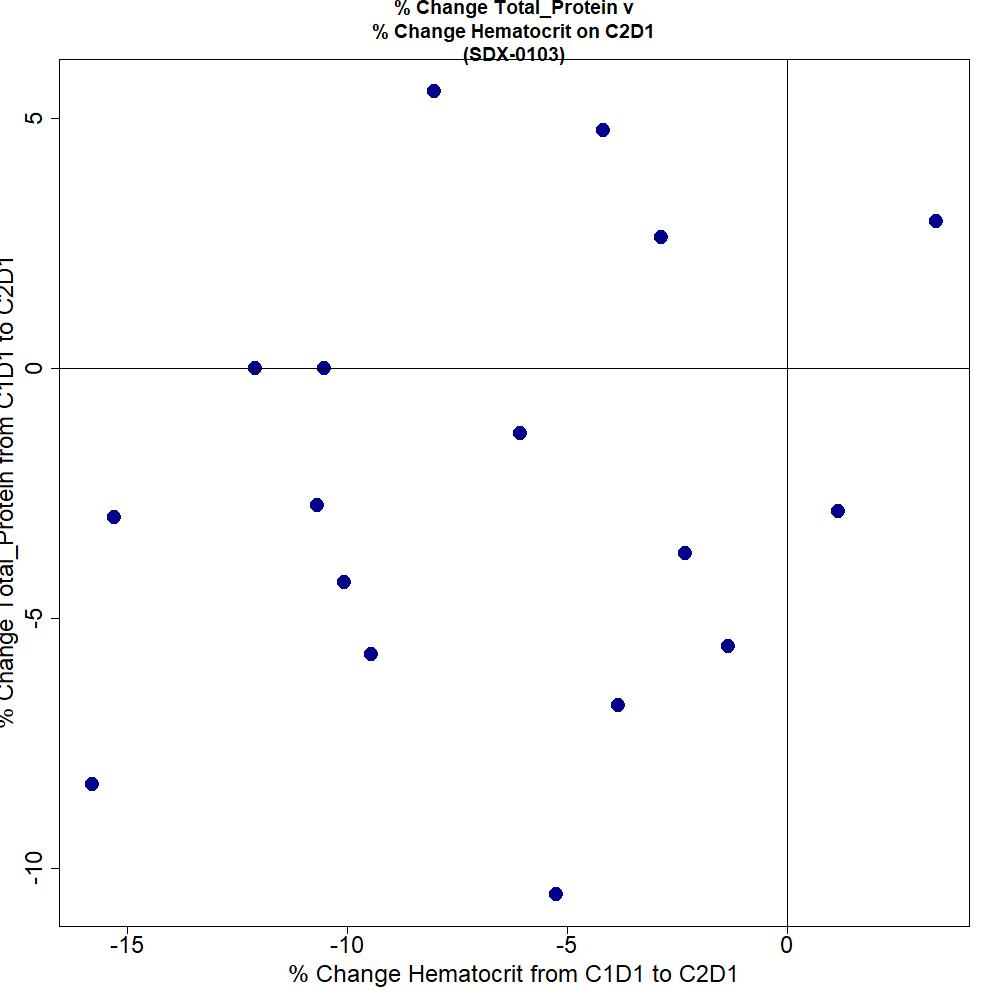 % Change Total_Protein v
% Change Hematocrit on C2D1
(SDX-0103)
% Change Total_Protein from C1D1 to C2D1
5
0
-5
-10
-15
-10
-5
0
% Change Hematocrit from C1D1 to C2D1